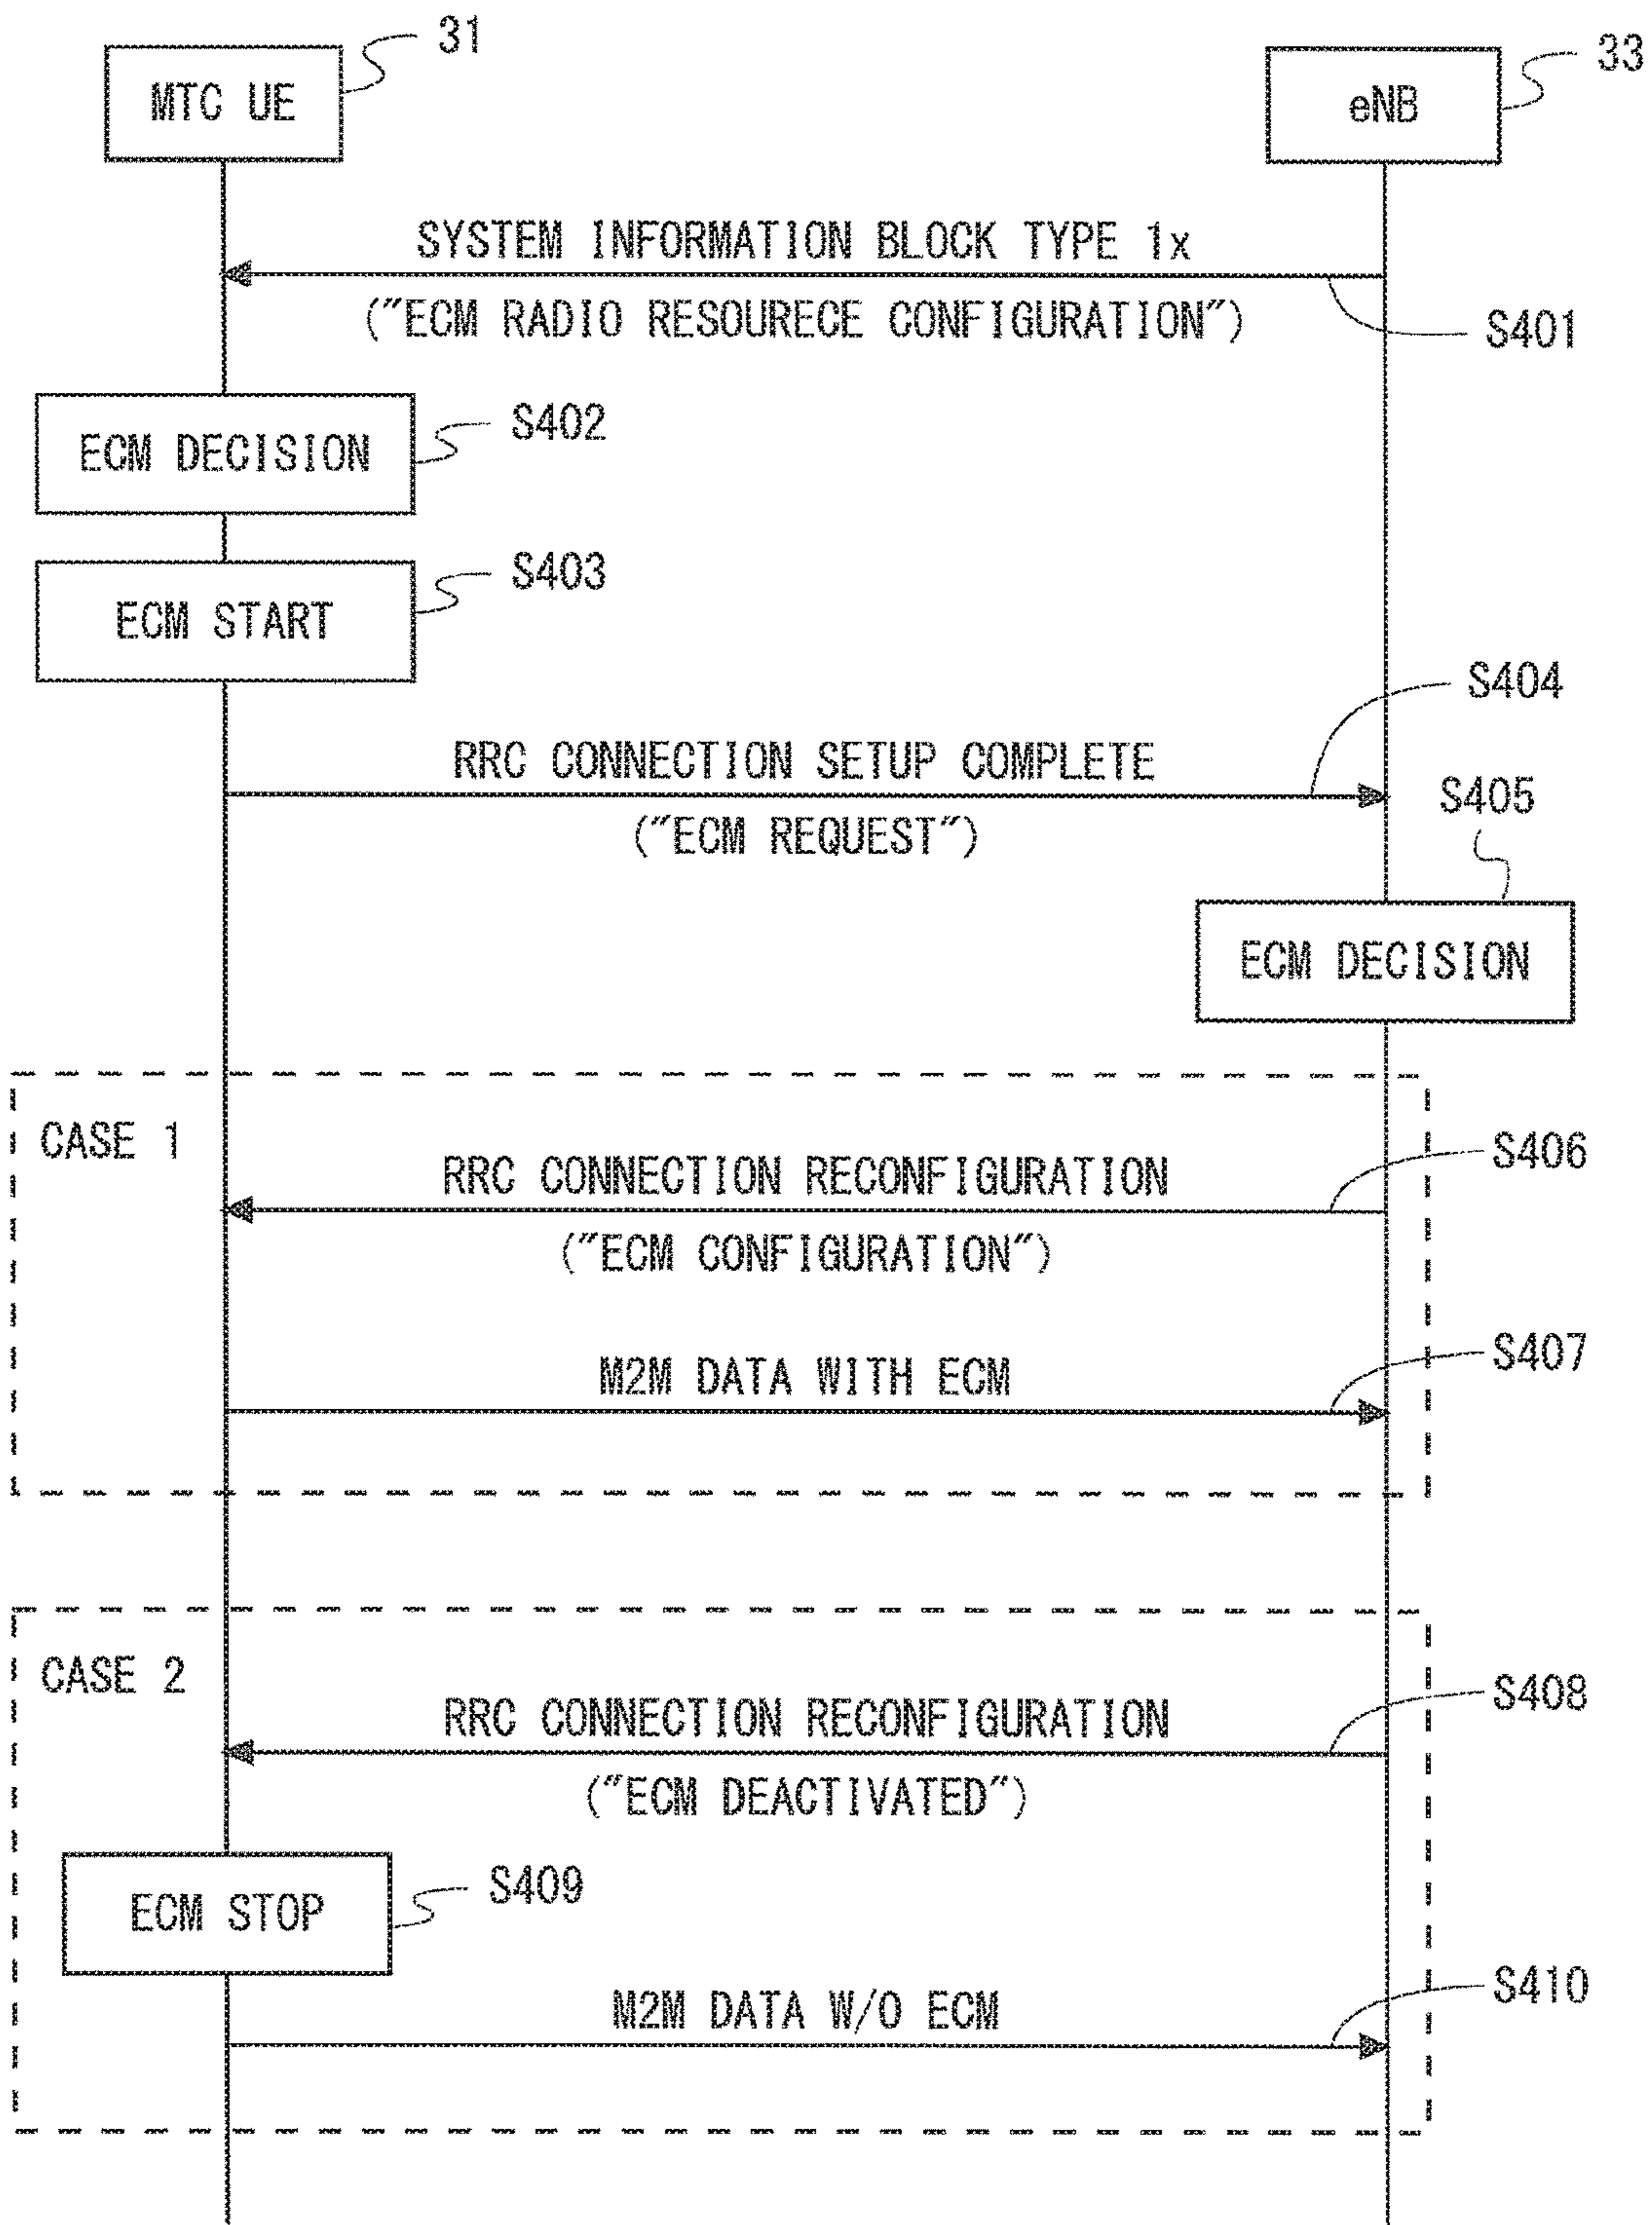 31
MTC UE
33
eNB
SYSTEM INFORMATION BLOCK TYPE 1x
("ECM RADIO RESOURECE CONFIGURATION")
S401
ECM DECISION
S402
ECM START
S403
S404
RRC CONNECTION SETUP COMPLETE
("ECM REQUEST")
S405
ECM DECISION
CASE 1
S406
RRC CONNECTION RECONFIGURATION
("ECM CONFIGURATION")
S407
M2M DATA WITH ECM
CASE 2
S408
RRC CONNECTION RECONFIGURATION
("ECM DEACTIVATED")
ECM STOP
S409
S410
M2M DATA W/O ECM